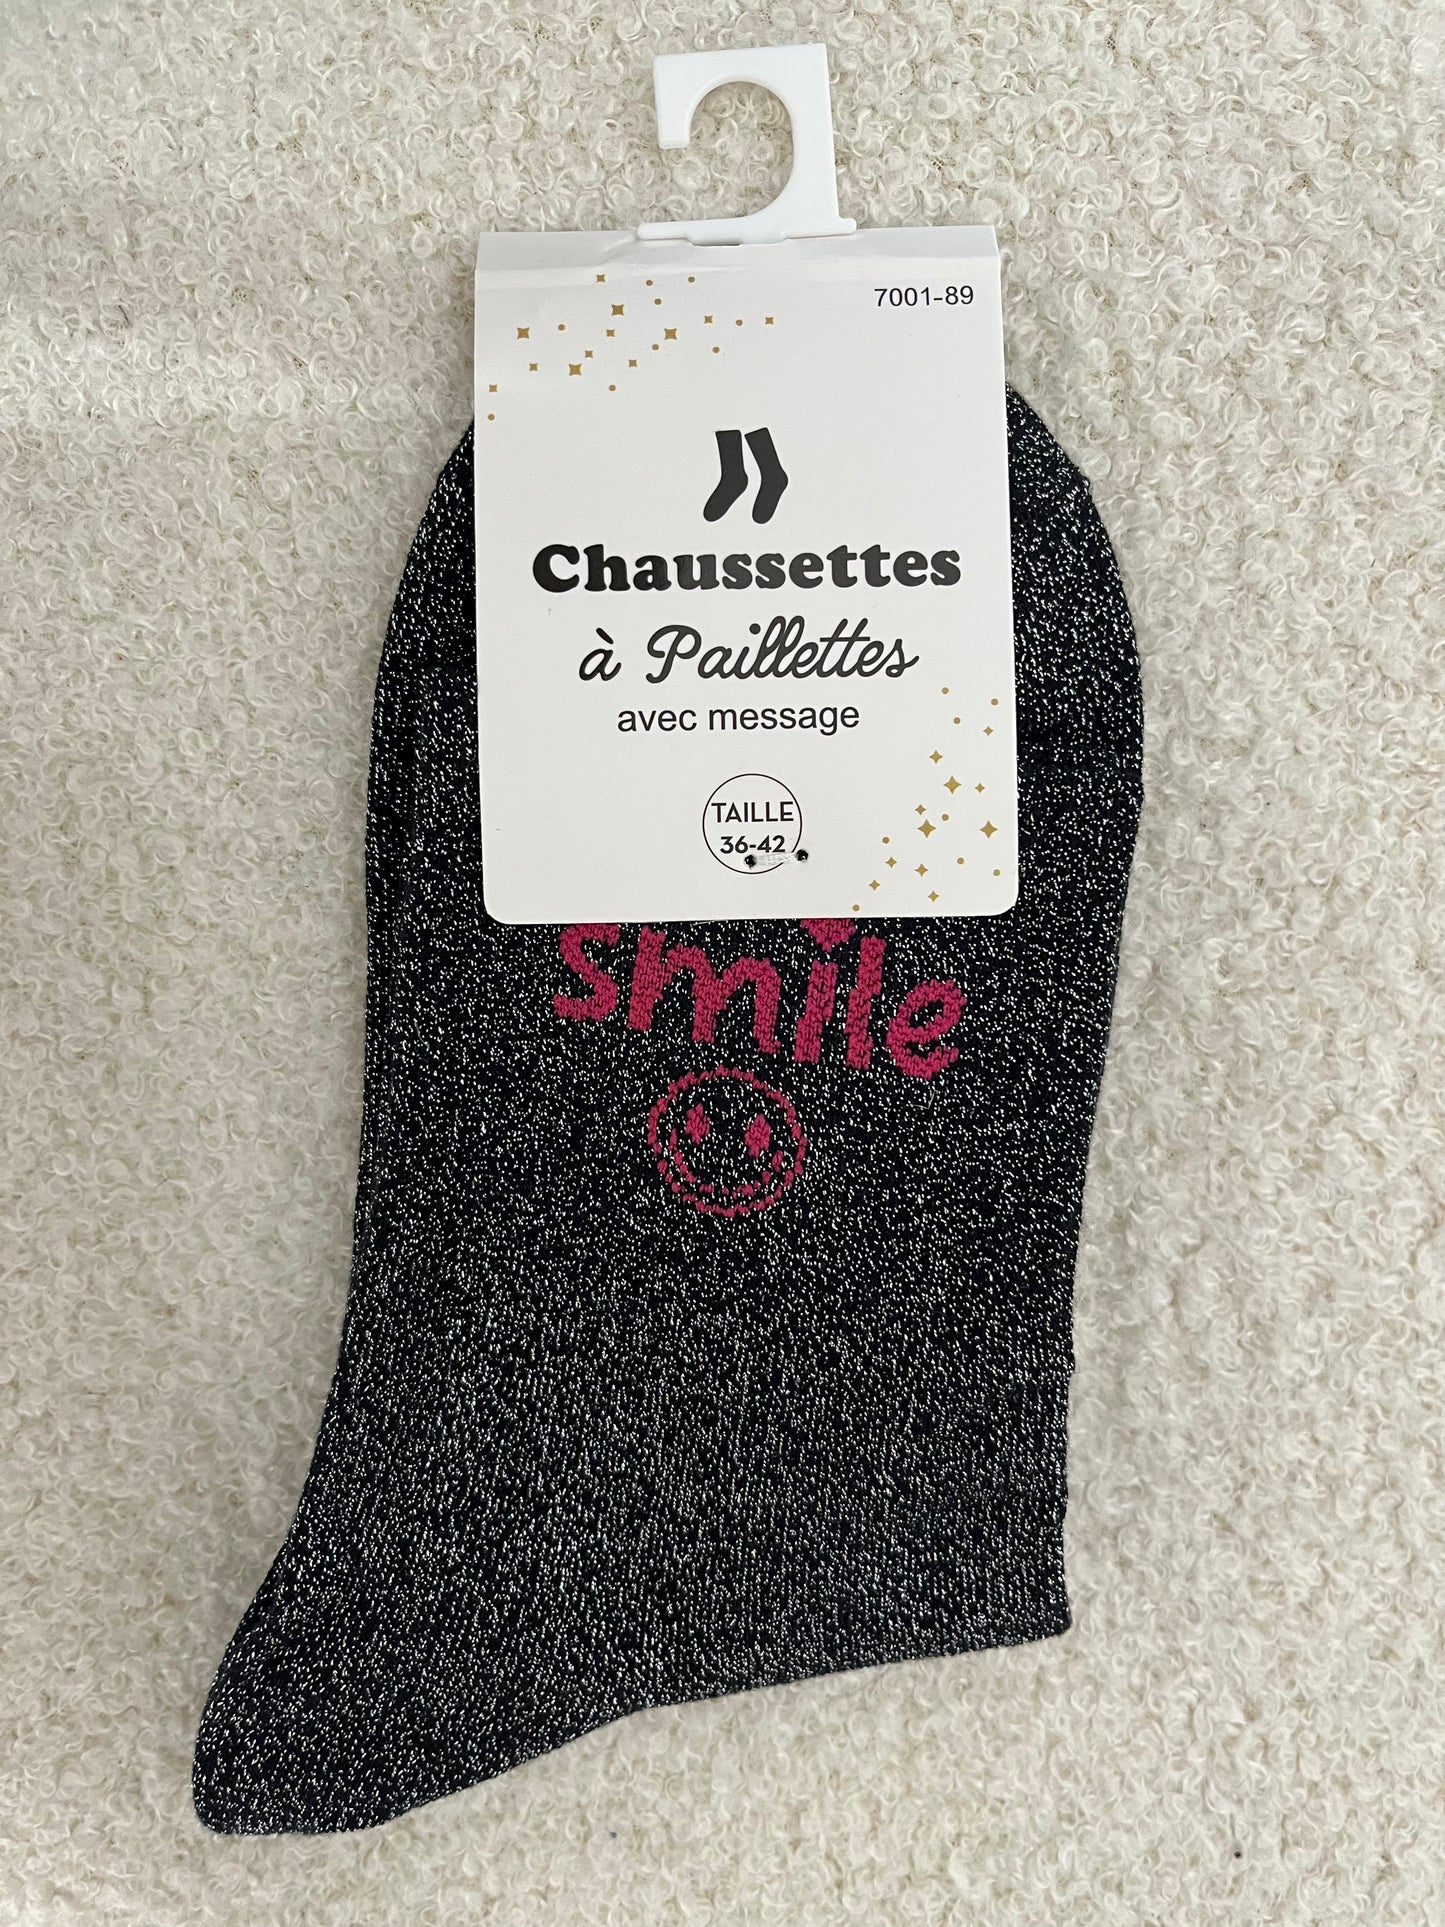 7001-89
Chaussettes
à Paillettes
avec message
TAILLE
36-42
smile